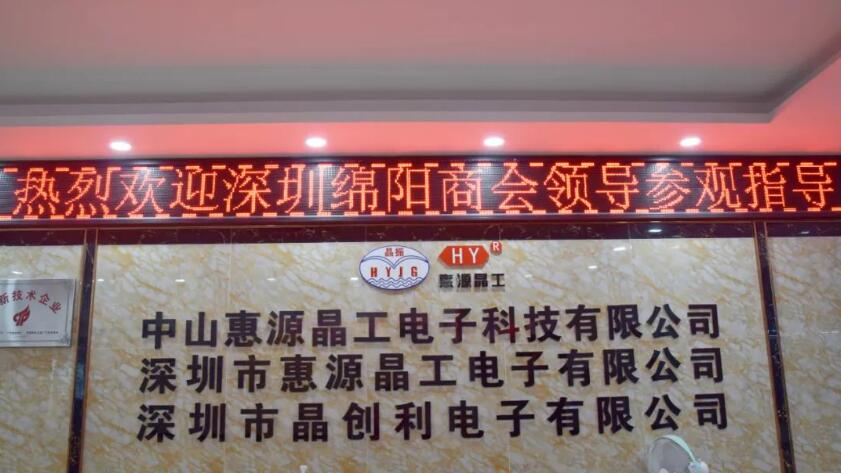 热烈欢迎深圳绵阳商会领导参观指导
晶振
HYJG
HY
R
惠源晶工
新技术企业
中山惠源晶工电子科技有限公司
深圳市惠源晶工电子有限公司
深圳市晶创利电子有限公司